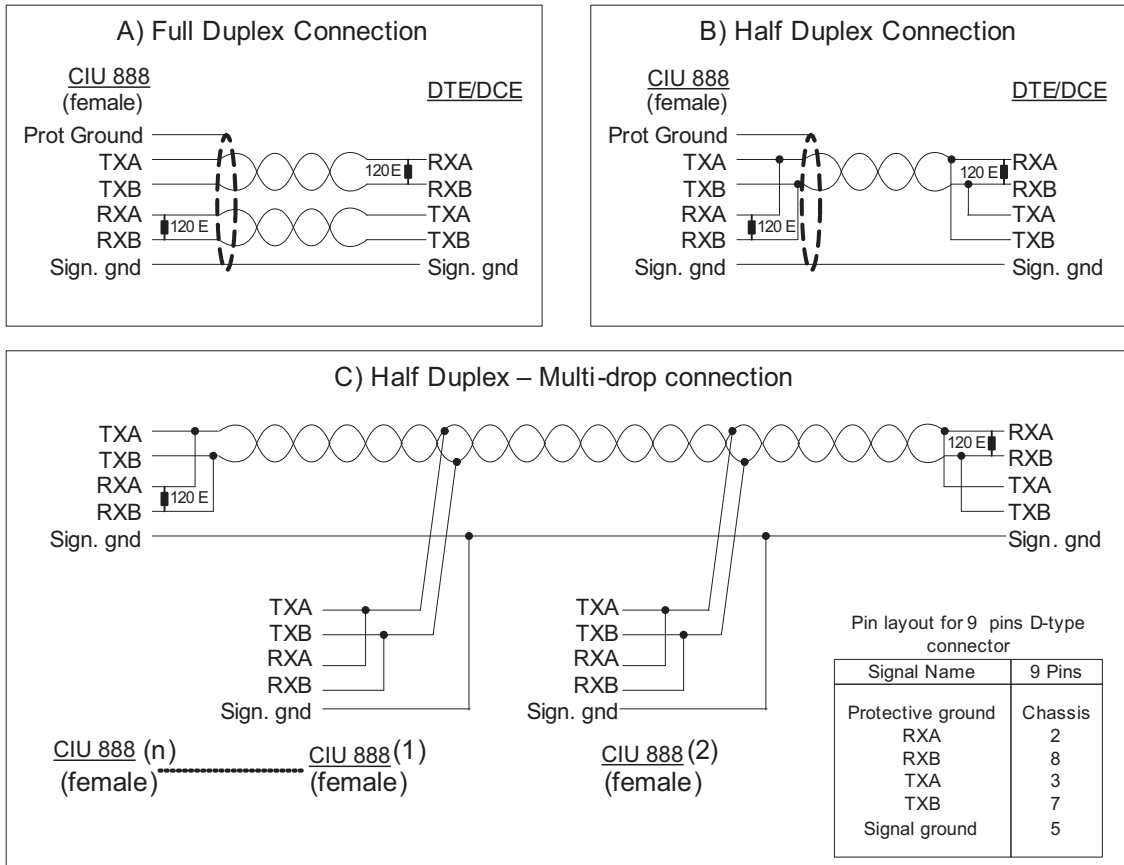 A) Full Duplex Connection
CIU 888
(female)
DTE/DCE
Prot Ground
TXA
TXB
RXA
RXB
Sign. gnd
120 E
120 E
RXA
RXB
TXA
TXB
Sign. gnd
B) Half Duplex Connection
CIU 888
(female)
DTE/DCE
Prot Ground
TXA
TXB
RXA
RXB
Sign. gnd
120 E
120 E
RXA
RXB
TXA
TXB
Sign. gnd
C) Half Duplex – Multi-drop connection
TXA
TXB
RXA
RXB
Sign. gnd
120 E
120 E
RXA
RXB
TXA
TXB
Sign. gnd
TXA
TXB
RXA
RXB
Sign. gnd
TXA
TXB
RXA
RXB
Sign. gnd
CIU 888 (n)
(female)
CIU 888 (1)
(female)
CIU 888 (2)
(female)
Pin layout for 9 pins D-type
connector
Signal Name 9 Pins
Protective ground Chassis
RXA 2
RXB 8
TXA 3
TXB 7
Signal ground 5